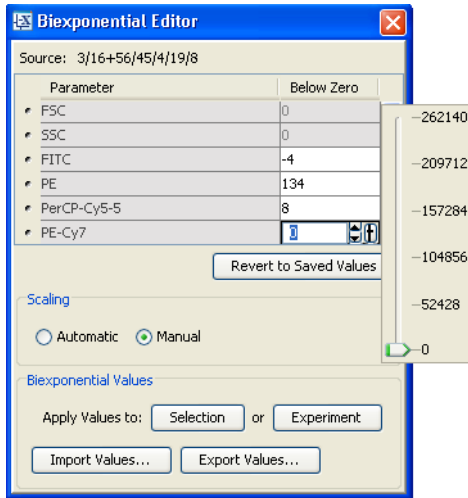 Biexponential Editor
Source: 3/16+56/45/4/19/8
Parameter Below Zero
FSC 0
SSC 0
FITC -4
PE 134
PerCP-Cy5-5 8
PE-Cy7 0
Revert to Saved Values
Scaling
Automatic Manual
Biexponential Values
Apply Values to: Selection or Experiment
Import Values... Export Values...
262140
209712
157284
104856
52428
0